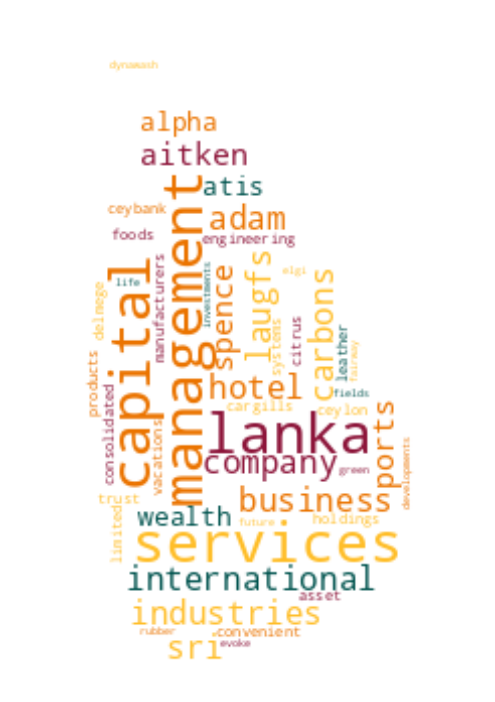 dynawash
alpha
aitken
atis
ceybank
adam
foods
engineering
management
capital
life
manufacturers
investments
spence
laugfs
elgi
carbons
delmege
systems
citrus
leather
fairway
products
hotel
fields
consolidated
cargills
ceylon
ports
lanka
vacations
company
green
developments
trust
business
wealth
future
holdings
limited
services
international
asset
industries
rubber
convenient
sri
evoke